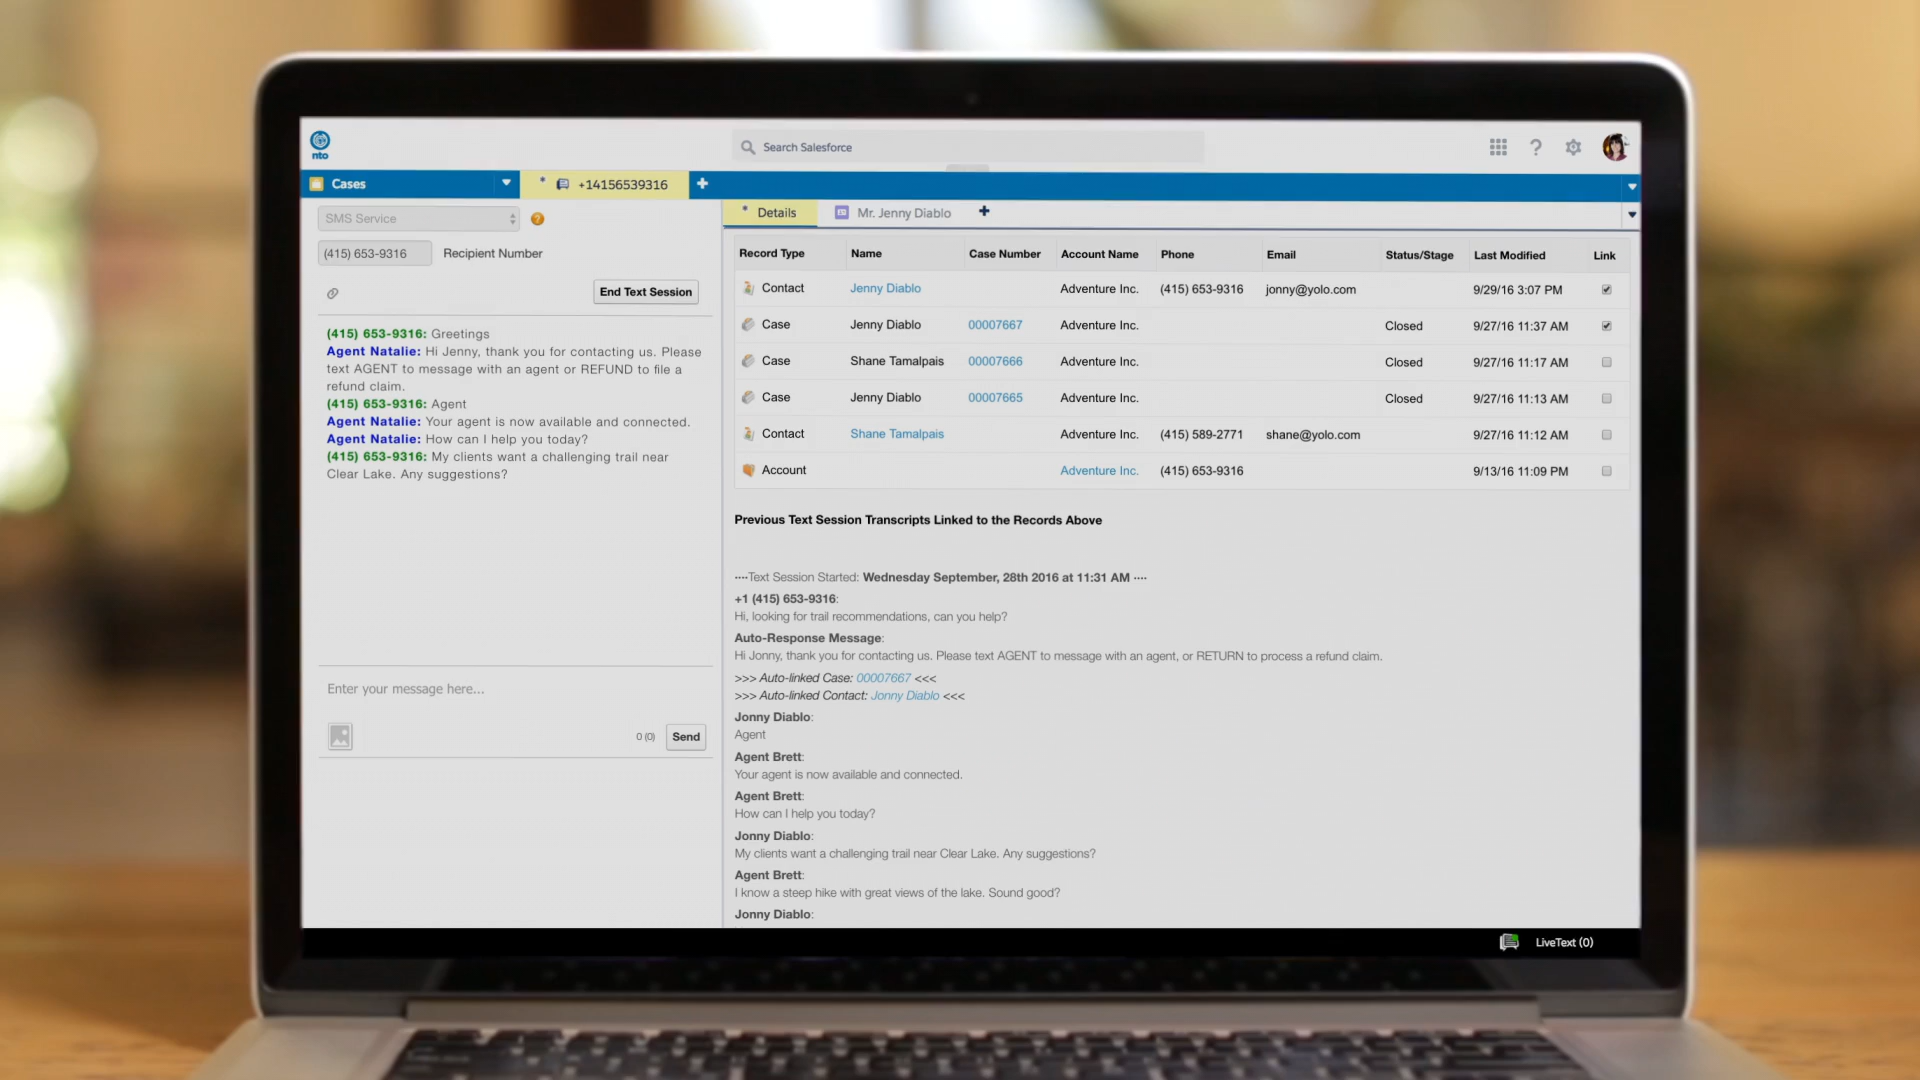 nto
Search Salesforce
?
Cases
* +14156539316
SMS Service
?
(415) 653-9316 Recipient Number
End Text Session
(415) 653-9316: Greetings
Agent Natalie: Hi Jenny, thank you for contacting us. Please
text AGENT to message with an agent or REFUND to file a
refund claim.
(415) 653-9316: Agent
Agent Natalie: Your agent is now available and connected.
Agent Natalie: How can I help you today?
(415) 653-9316: My clients want a challenging trail near
Clear Lake. Any suggestions?
Enter your message here...
0 (0) Send
* Details Mr. Jenny Diablo
Record Type Name Case Number Account Name Phone Email Status/Stage Last Modified Link
Contact Jenny Diablo Adventure Inc. (415) 653-9316 jonny@yolo.com 9/29/16 3:07 PM
Case Jenny Diablo 00007667 Adventure Inc. Closed 9/27/16 11:37 AM
Case Shane Tamalpais 00007666 Adventure Inc. Closed 9/27/16 11:17 AM
Case Jenny Diablo 00007665 Adventure Inc. Closed 9/27/16 11:13 AM
Contact Shane Tamalpais Adventure Inc. (415) 589-2771 shane@yolo.com 9/27/16 11:12 AM
Account Adventure Inc. (415) 653-9316 9/13/16 11:09 PM
Previous Text Session Transcripts Linked to the Records Above
····Text Session Started: Wednesday September, 28th 2016 at 11:31 AM ····
+1 (415) 653-9316:
Hi, looking for trail recommendations, can you help?
Auto-Response Message:
Hi Jonny, thank you for contacting us. Please text AGENT to message with an agent, or RETURN to process a refund claim.
>>> Auto-linked Case: 00007667 <<<
>>> Auto-linked Contact: Jonny Diablo <<<
Jonny Diablo:
Agent
Agent Brett:
Your agent is now available and connected.
Agent Brett:
How can I help you today?
Jonny Diablo:
My clients want a challenging trail near Clear Lake. Any suggestions?
Agent Brett:
I know a steep hike with great views of the lake. Sound good?
Jonny Diablo:
LiveText (0)